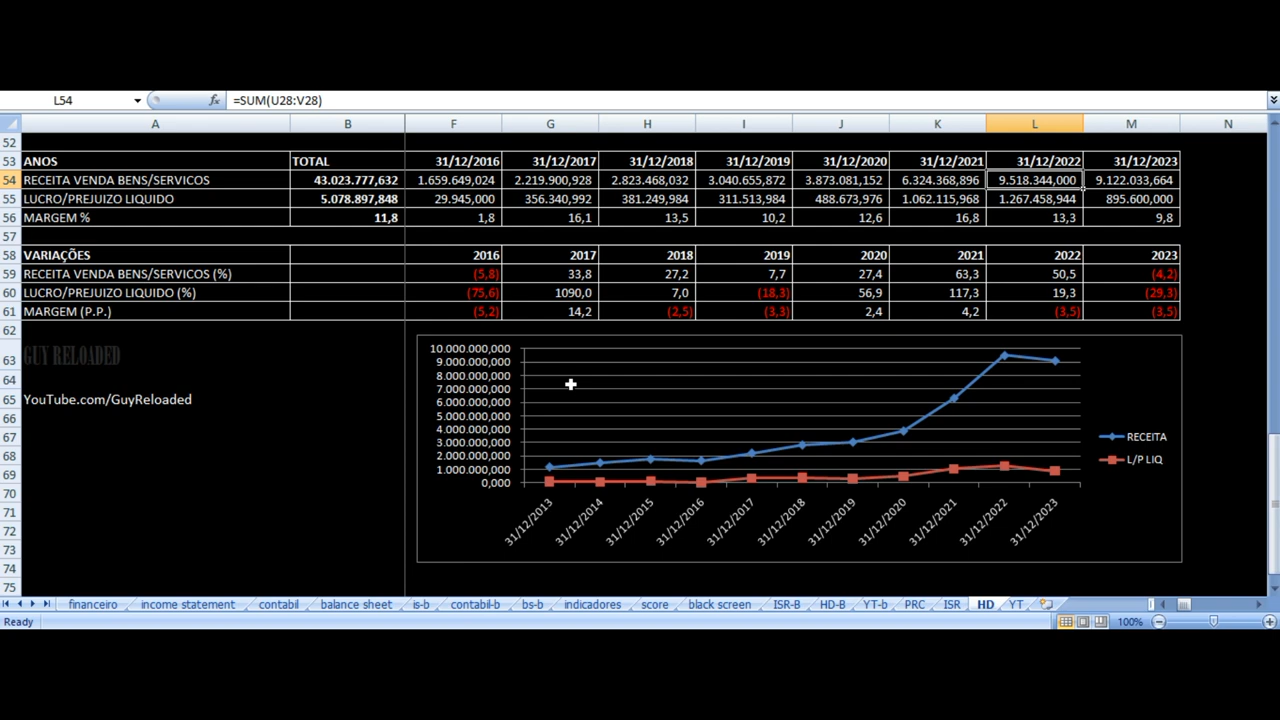 L54 fx =SUM(U28:V28)
A B F G H I J K L M N
52
53 ANOS TOTAL 31/12/2016 31/12/2017 31/12/2018 31/12/2019 31/12/2020 31/12/2021 31/12/2022 31/12/2023
54 RECEITA VENDA BENS/SERVICOS 43.023.777,632 1.659.649,024 2.219.900,928 2.823.468,032 3.040.655,872 3.873.081,152 6.324.368,896 9.518.344,000 9.122.033,664
55 LUCRO/PREJUIZO LIQUIDO 5.078.897,848 29.945,000 356.340,992 381.249,984 311.513,984 488.673,976 1.062.115,968 1.267.458,944 895.600,000
56 MARGEM % 11,8 1,8 16,1 13,5 10,2 12,6 16,8 13,3 9,8
57
58 VARIAÇÕES 2016 2017 2018 2019 2020 2021 2022 2023
59 RECEITA VENDA BENS/SERVICOS (%) (5,8) 33,8 27,2 7,7 27,4 63,3 50,5 (4,2)
60 LUCRO/PREJUIZO LIQUIDO (%) (75,6) 1090,0 7,0 (18,3) 56,9 117,3 19,3 (29,3)
61 MARGEM (P.P.) (5,2) 14,2 (2,5) (3,3) 2,4 4,2 (3,5) (3,5)
62
63 GUY RELOADED
64
65 YouTube.com/GuyReloaded
66
67
68
69
70
71
72
73
74
75
10.000.000,000
9.000.000,000
8.000.000,000
7.000.000,000
6.000.000,000
5.000.000,000
4.000.000,000
3.000.000,000
2.000.000,000
1.000.000,000
0,000
31/12/2013 31/12/2014 31/12/2015 31/12/2016 31/12/2017 31/12/2018 31/12/2019 31/12/2020 31/12/2021 31/12/2022 31/12/2023
RECEITA
L/P LIQ
financeiro income statement contabil balance sheet is-b contabil-b bs-b indicadores score black screen ISR-B HD-B YT-b PRC ISR HD YT
Ready 100%